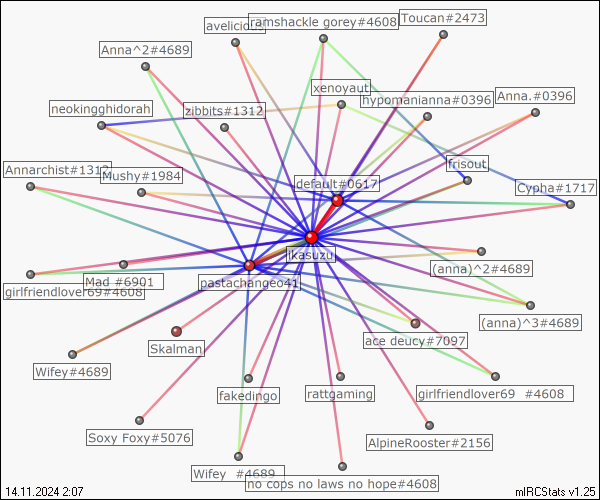 avelicious
ramshackle gorey#4608
Toucan#2473
Anna^2#4689
xenoyaut
hypomanianna#0396
Anna.#0396
neokingghidorah
zibbits#1312
frisout
Annarchist#1312
Mushy#1984
default#0617
Cypha#1717
jkasuzu
(anna)^2#4689
girlfriendlover69#4608
Mad #6901
pastachangeo41
(anna)^3#4689
Skalman
ace deucy#7097
Wifey#4689
fakedingo
rattgaming
girlfriendlover69 #4608
Soxy Foxy#5076
AlpineRooster#2156
Wifey #4689
no cops no laws no hope#4608
14.11.2024 2:07
mIRCStats v1.25